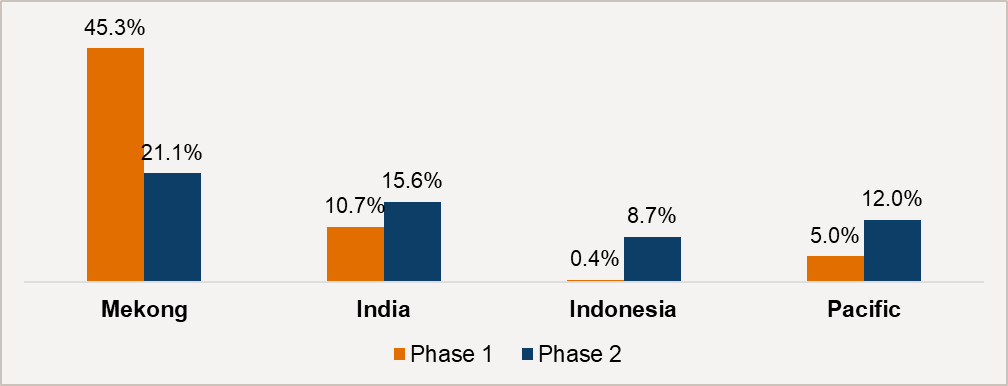 45.3%
21.1%
10.7%
15.6%
0.4%
8.7%
5.0%
12.0%
Mekong
India
Indonesia
Pacific
Phase 1
Phase 2